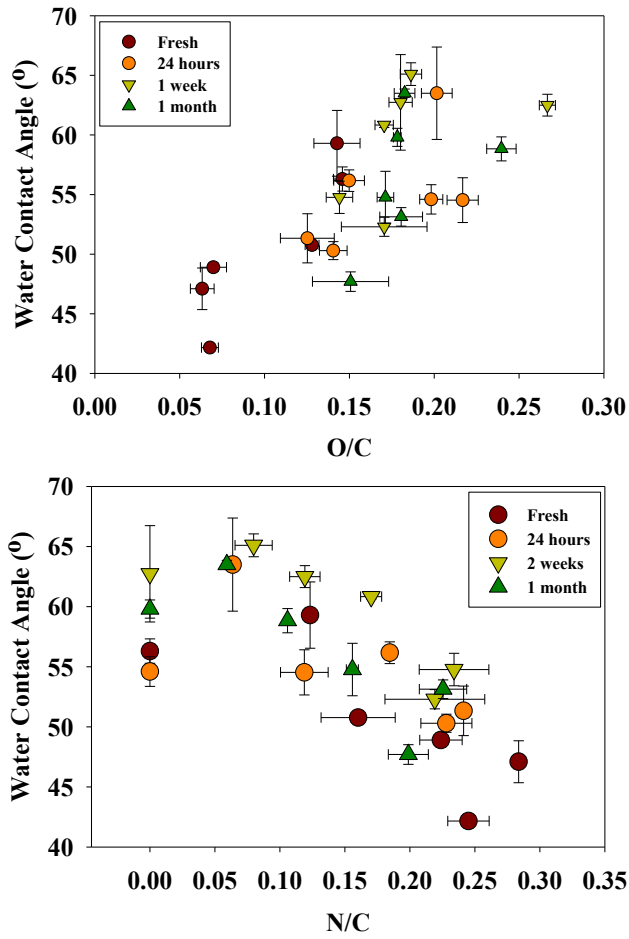 70
65
60
55
50
45
40
Water Contact Angle (º)
Fresh
24 hours
1 week
1 month
0.00 0.05 0.10 0.15 0.20 0.25 0.30
O/C
70
65
60
55
50
45
40
Water Contact Angle (º)
Fresh
24 hours
2 weeks
1 month
0.00 0.05 0.10 0.15 0.20 0.25 0.30 0.35
N/C